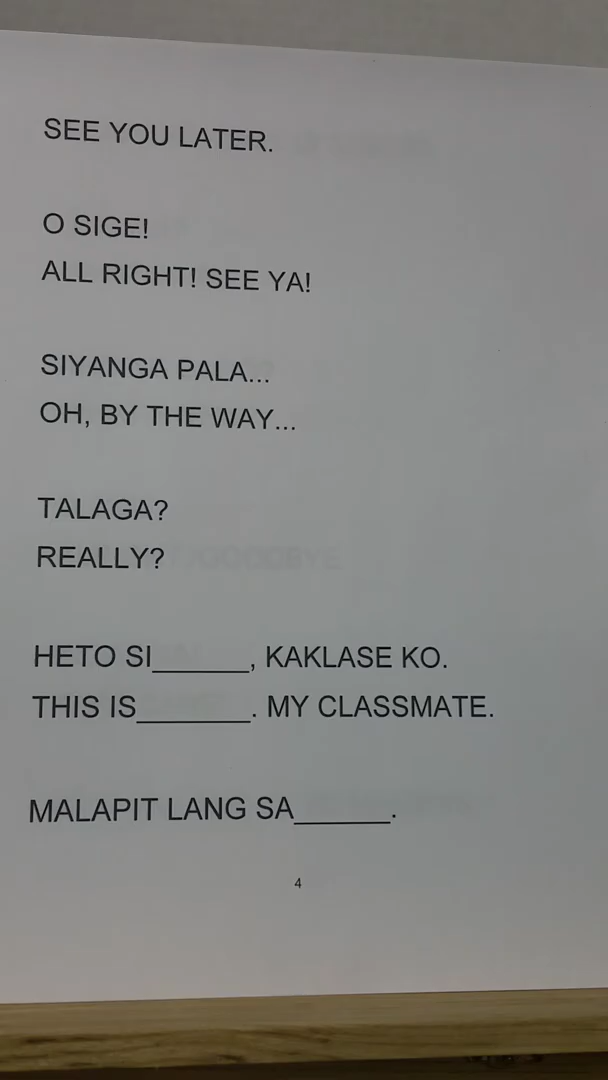 SEE YOU LATER.
O SIGE!
ALL RIGHT! SEE YA!
SIYANGA PALA...
OH, BY THE WAY...
TALAGA?
REALLY?
HETO SI______, KAKLASE KO.
THIS IS_______. MY CLASSMATE.
MALAPIT LANG SA______.
4